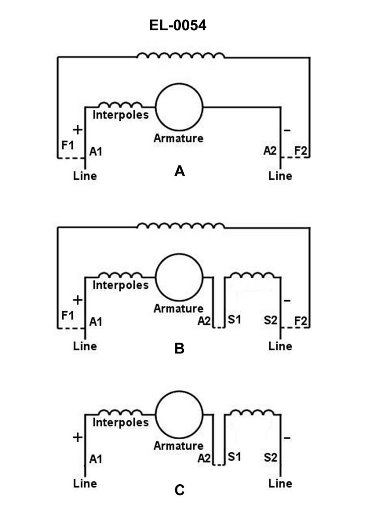 EL-0054
+ Interpoles –
Armature
F1 A1 A2 F2
Line Line
A
+ Interpoles –
Armature
F1 A1 A2 S1 S2 F2
Line Line
B
+ Interpoles –
Armature
A1 A2 S1 S2
Line Line
C